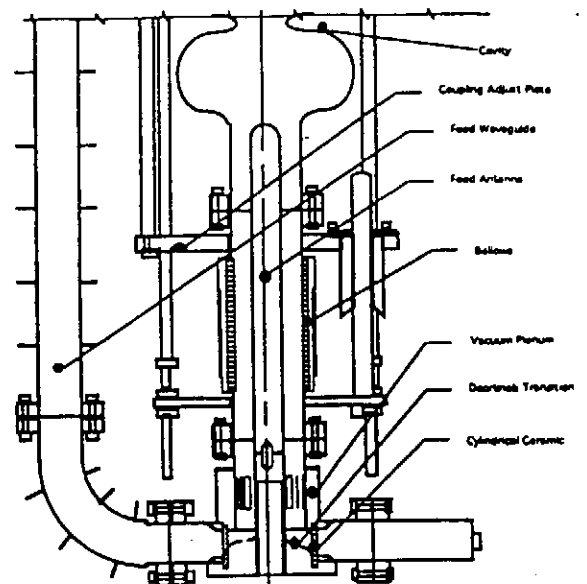 Cavity
Coupling Adjust Plate
Feed Waveguide
Feed Antenna
Bellows
Vacuum Plenum
Doorknob Transition
Cylindrical Ceramic